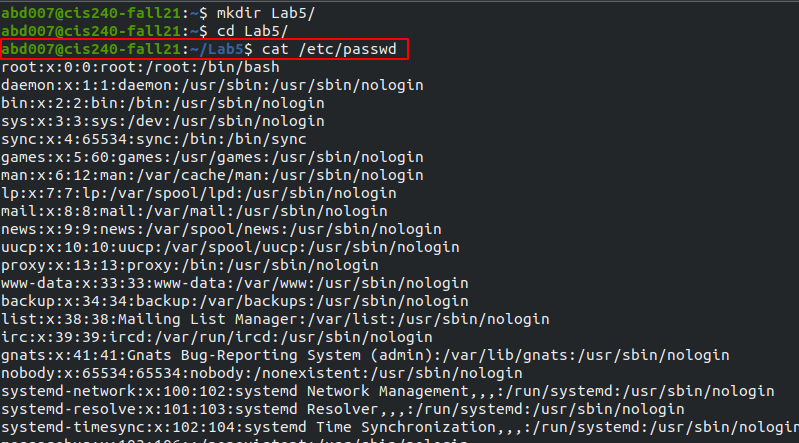 abd007@cis240-fall21:~$ mkdir Lab5/
abd007@cis240-fall21:~$ cd Lab5/
abd007@cis240-fall21:~/Lab5$ cat /etc/passwd
root:x:0:0:root:/root:/bin/bash
daemon:x:1:1:daemon:/usr/sbin:/usr/sbin/nologin
bin:x:2:2:bin:/bin:/usr/sbin/nologin
sys:x:3:3:sys:/dev:/usr/sbin/nologin
sync:x:4:65534:sync:/bin:/bin/sync
games:x:5:60:games:/usr/games:/usr/sbin/nologin
man:x:6:12:man:/var/cache/man:/usr/sbin/nologin
lp:x:7:7:lp:/var/spool/lpd:/usr/sbin/nologin
mail:x:8:8:mail:/var/mail:/usr/sbin/nologin
news:x:9:9:news:/var/spool/news:/usr/sbin/nologin
uucp:x:10:10:uucp:/var/spool/uucp:/usr/sbin/nologin
proxy:x:13:13:proxy:/bin:/usr/sbin/nologin
www-data:x:33:33:www-data:/var/www:/usr/sbin/nologin
backup:x:34:34:backup:/var/backups:/usr/sbin/nologin
list:x:38:38:Mailing List Manager:/var/list:/usr/sbin/nologin
irc:x:39:39:ircd:/var/run/ircd:/usr/sbin/nologin
gnats:x:41:41:Gnats Bug-Reporting System (admin):/var/lib/gnats:/usr/sbin/nologin
nobody:x:65534:65534:nobody:/nonexistent:/usr/sbin/nologin
systemd-network:x:100:102:systemd Network Management,,,:/run/systemd:/usr/sbin/nologin
systemd-resolve:x:101:103:systemd Resolver,,,:/run/systemd:/usr/sbin/nologin
systemd-timesync:x:102:104:systemd Time Synchronization,,,:/run/systemd:/usr/sbin/nologin